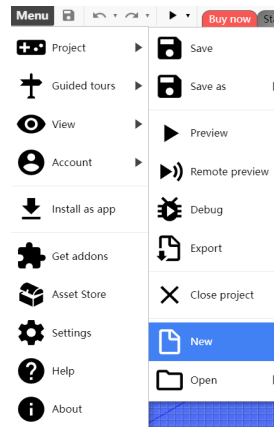 Menu
Buy now
St
Project
Guided tours
View
Account
Install as app
Get addons
Asset Store
Settings
Help
About
Save
Save as
Preview
Remote preview
Debug
Export
Close project
New
Open